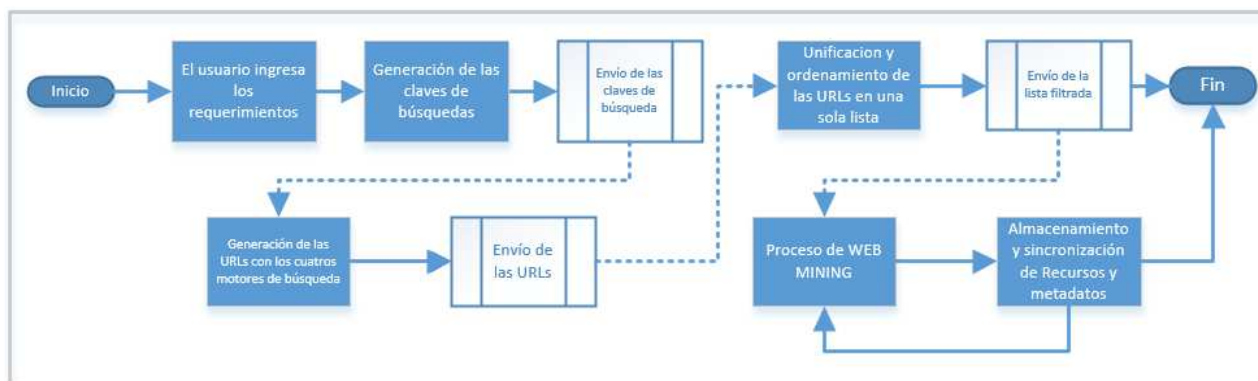 Inicio
El usuario ingresa
los
requerimientos
Generación de las
claves de
búsquedas
Envío de las
claves de
búsqueda
Unificacion y
ordenamiento de
las URLs en una
sola lista
Envío de la
lista filtrada
Fin
Generación de las
URLs con los cuatros
motores de búsqueda
Envío de
las URLs
Proceso de WEB
MINING
Almacenamiento
y sincronización
de Recursos y
metadatos